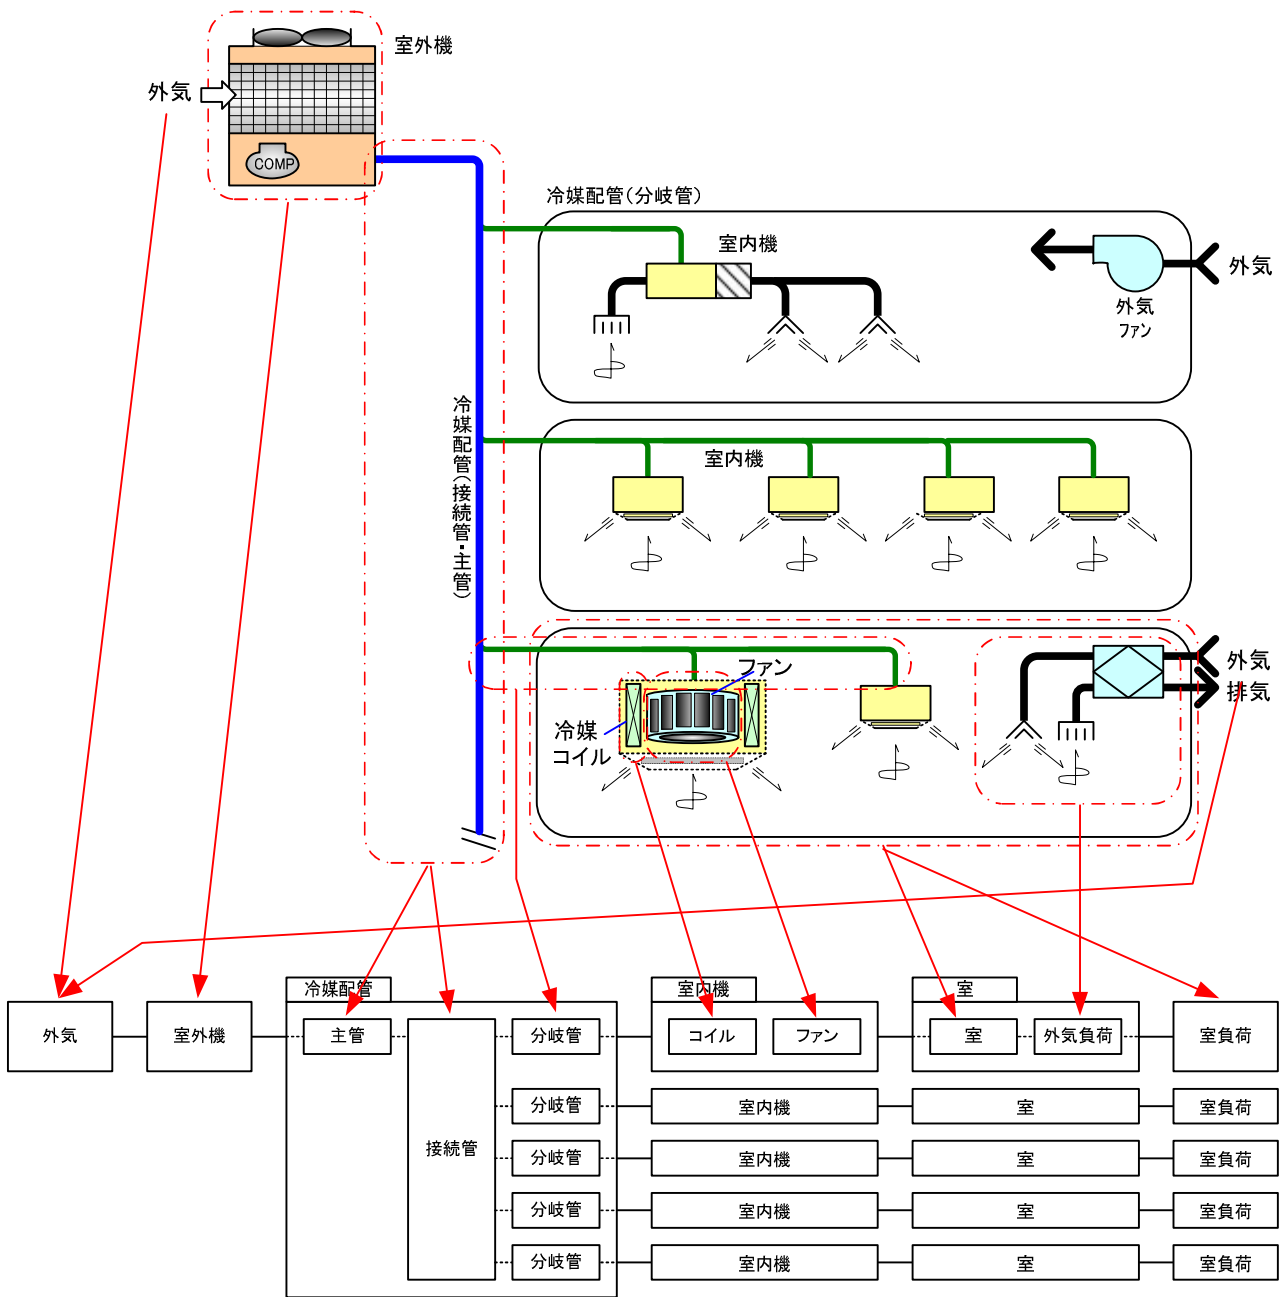 室外機
外気
COMP
冷媒配管(分岐管)
室内機
外気
外気
ファン
冷媒配管(接続管・主管)
室内機
ファン
冷媒
コイル
外気
排気
冷媒配管
室内機
室
外気
室外機
主管
接続管
分岐管
コイル
ファン
室
外気負荷
室負荷
分岐管
室内機
室
室負荷
分岐管
室内機
室
室負荷
分岐管
室内機
室
室負荷
分岐管
室内機
室
室負荷